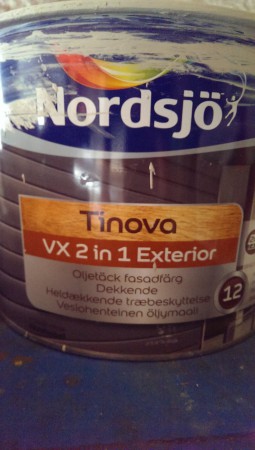 Nordsjö
Tinova
VX 2 in 1 Exterior
Oljetäck fasadfärg
Dekkende
Heldækkende træbeskyttelse
Vesiohenteinen öljymaali
12